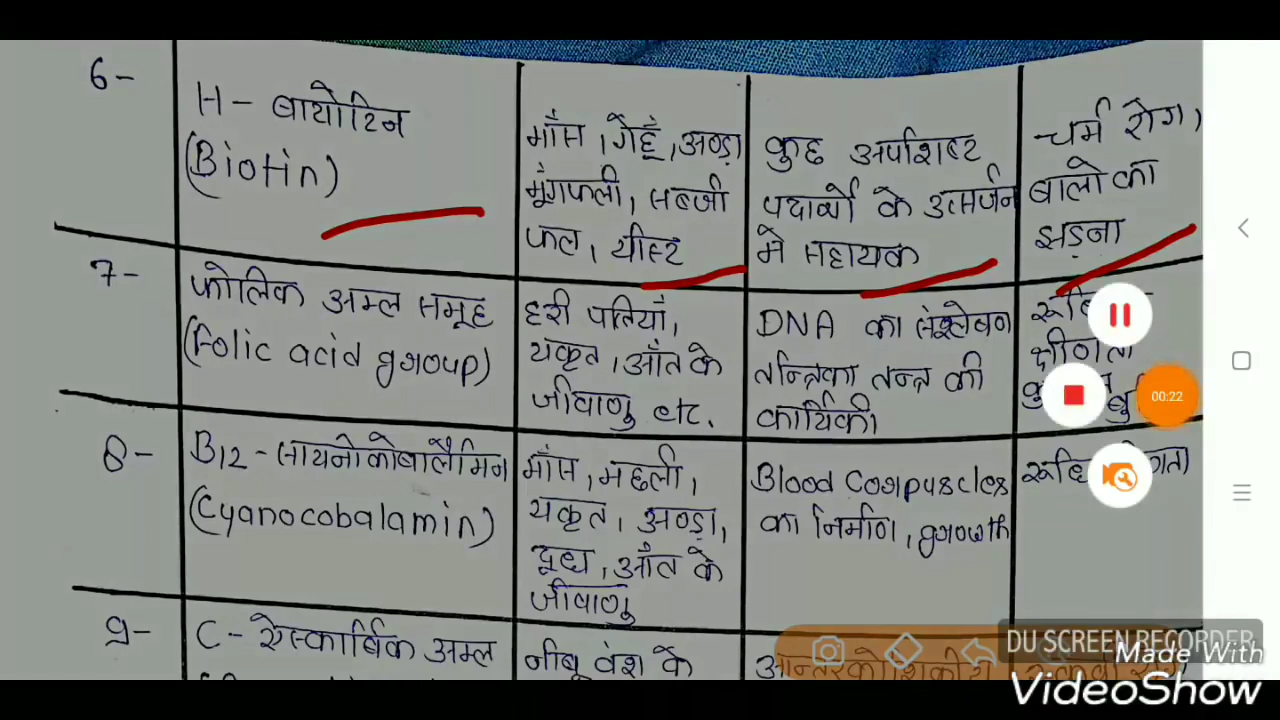 6-
H - बायोटिन
(Biotin)
माँस, गेहूँ, अण्डा
मूंगफली, सब्जी
फल, यीस्ट
कुछ अपशिष्ट
पदार्थो के उत्सर्जन
मे सहायक
चर्म रोग,
बालो का
झड़ना
7-
फोलिक अम्ल समूह
(Folic acid group)
हरी पतियाँ,
यकृत, आँत के
जीवाणु etc.
DNA का संश्लेषण
तन्त्रिका तन्त्र की
कार्यिकी
क्षीणता
00:22
8-
B12 - सायनोकोबालैमिन
(Cyanocobalamin)
माँस, मछली,
यकृत, अण्डा,
दूध, आँत के
जीवाणु
Blood Corpuscles
का निर्माण, growth
9-
C - ऐस्कार्बिक अम्ल
नीबू वंश के
DU SCREEN RECORDER
Made With
VideoShow